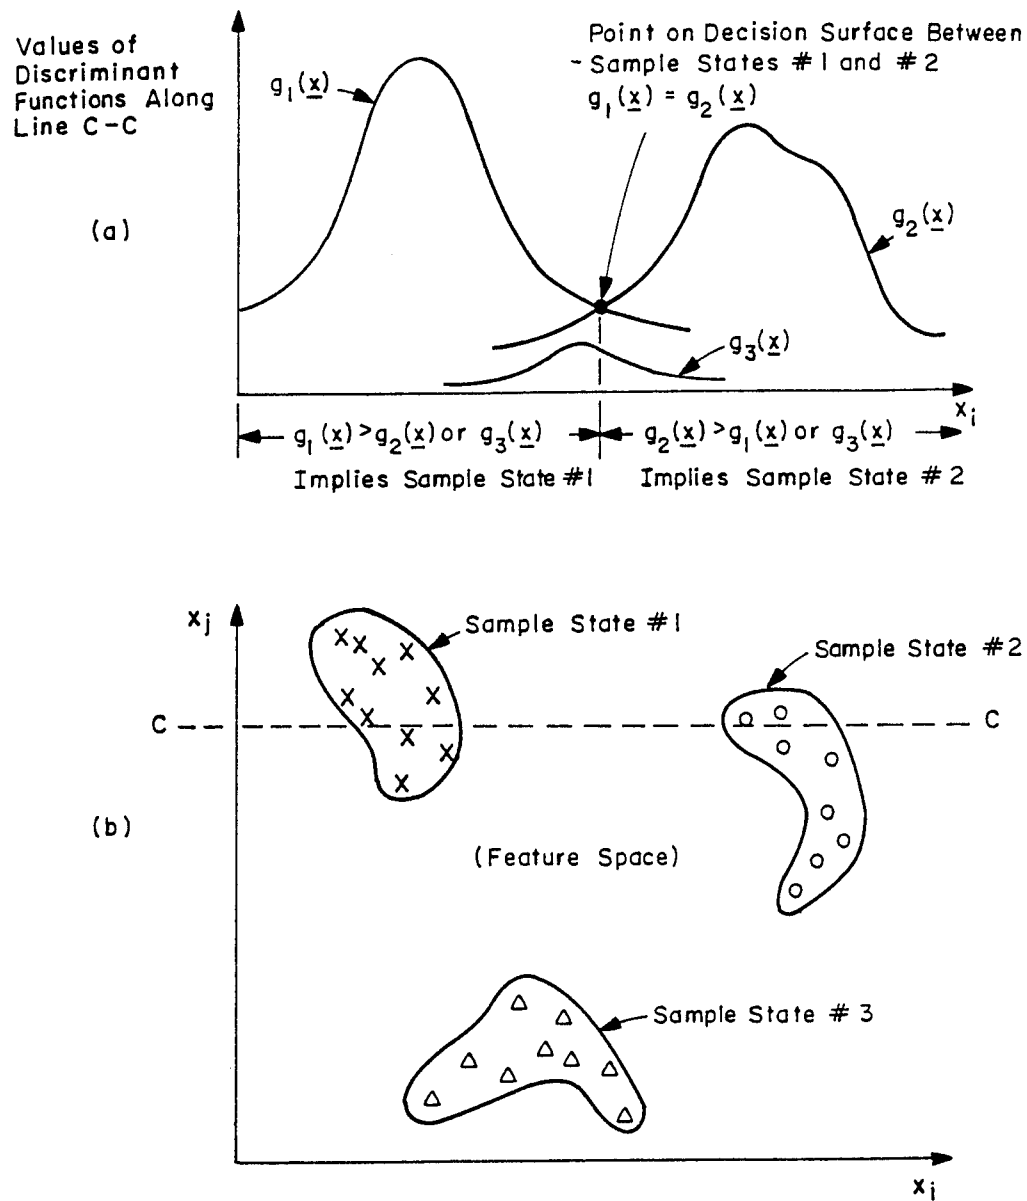 Values of
Discriminant
Functions Along
Line C-C
g₁(x̲)
Point on Decision Surface Between
Sample States #1 and #2
g₁(x̲) = g₂(x̲)
(a)
g₂(x̲)
g₃(x̲)
xᵢ
g₁(x̲) > g₂(x̲) or g₃(x̲)
Implies Sample State #1
g₂(x̲) > g₁(x̲) or g₃(x̲)
Implies Sample State #2
xⱼ
Sample State #1
Sample State #2
C
C
(b)
(Feature Space)
Sample State #3
xᵢ